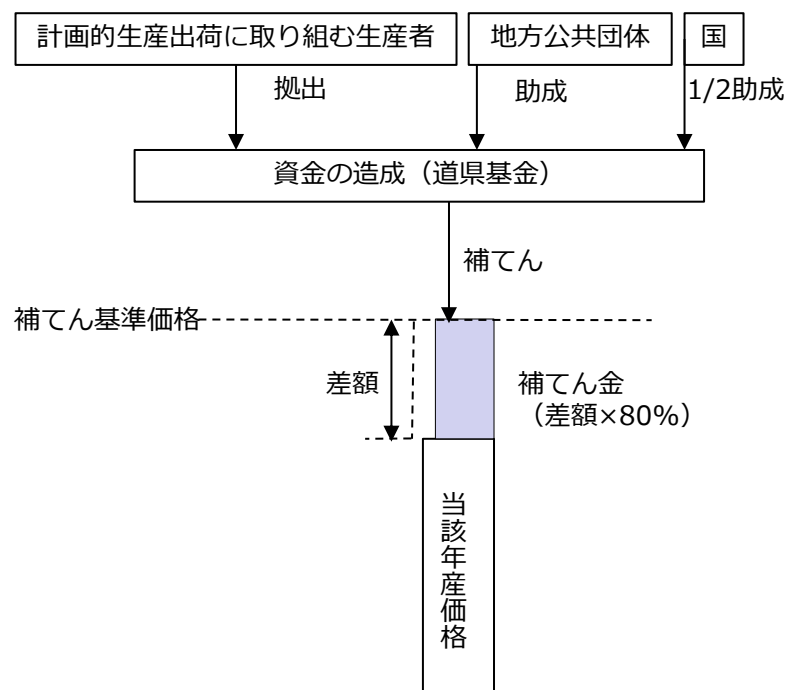 計画的生産出荷に取り組む生産者
地方公共団体
国
拠出
助成
1/2助成
資金の造成（道県基金）
補てん
補てん基準価格
差額
補てん金
（差額×80%）
当該年産価格